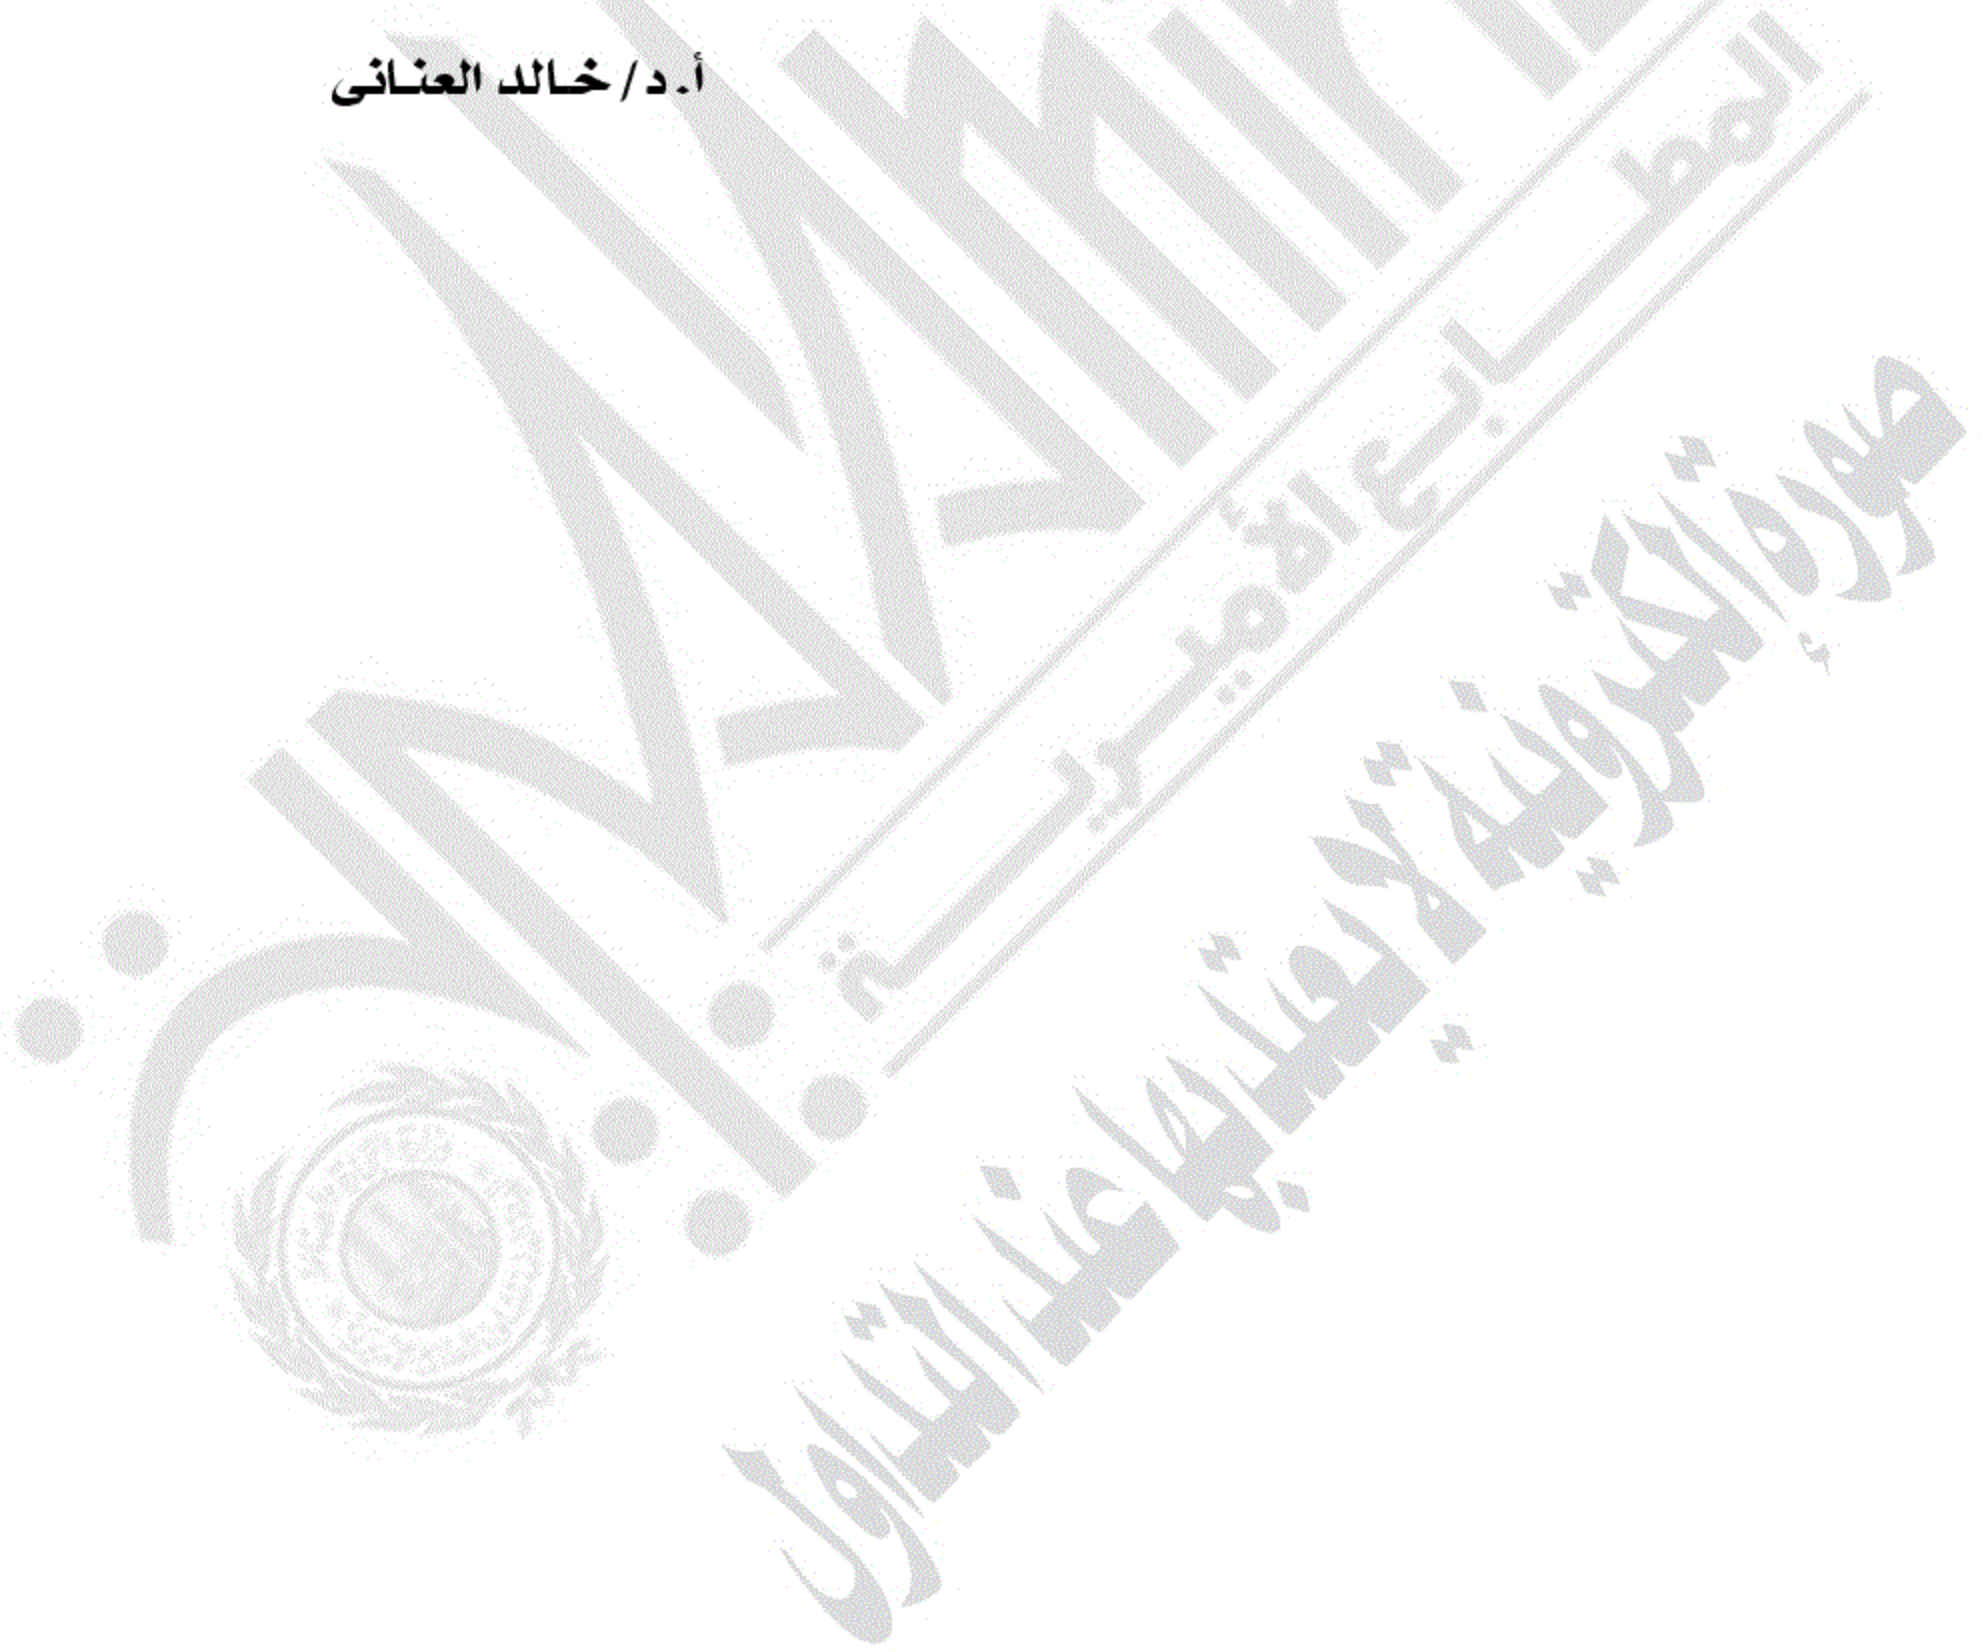 أ.د/ خالد العنانى
المطابع الأميرية
صورة إلكترونية لا يعتد بها عند التداول